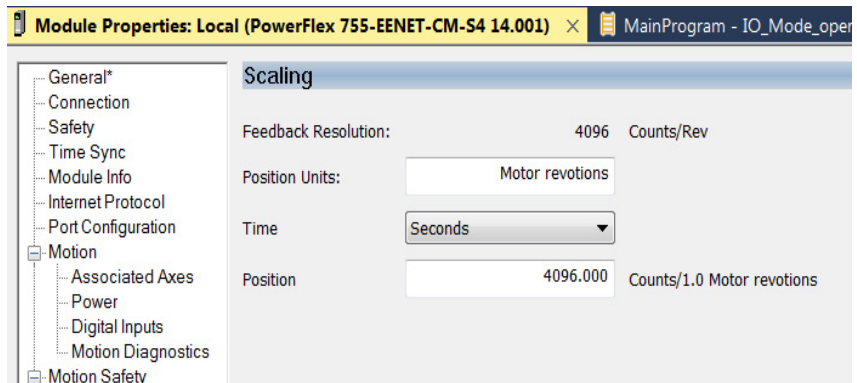 Module Properties: Local (PowerFlex 755-EENET-CM-S4 14.001) × MainProgram - IO_Mode_oper
General*
Connection
Safety
Time Sync
Module Info
Internet Protocol
Port Configuration
Motion
Associated Axes
Power
Digital Inputs
Motion Diagnostics
Motion Safety
Scaling
Feedback Resolution: 4096 Counts/Rev
Position Units: Motor revotions
Time Seconds
Position 4096.000 Counts/1.0 Motor revotions